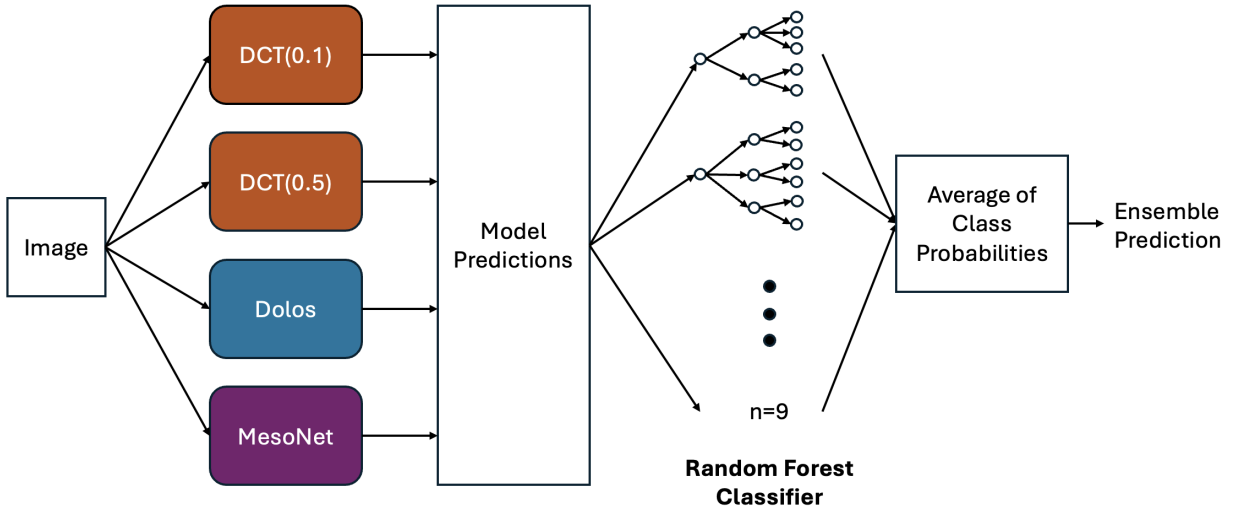 Image
DCT(0.1)
DCT(0.5)
Dolos
MesoNet
Model
Predictions
n=9
Random Forest
Classifier
Average of
Class
Probabilities
Ensemble
Prediction